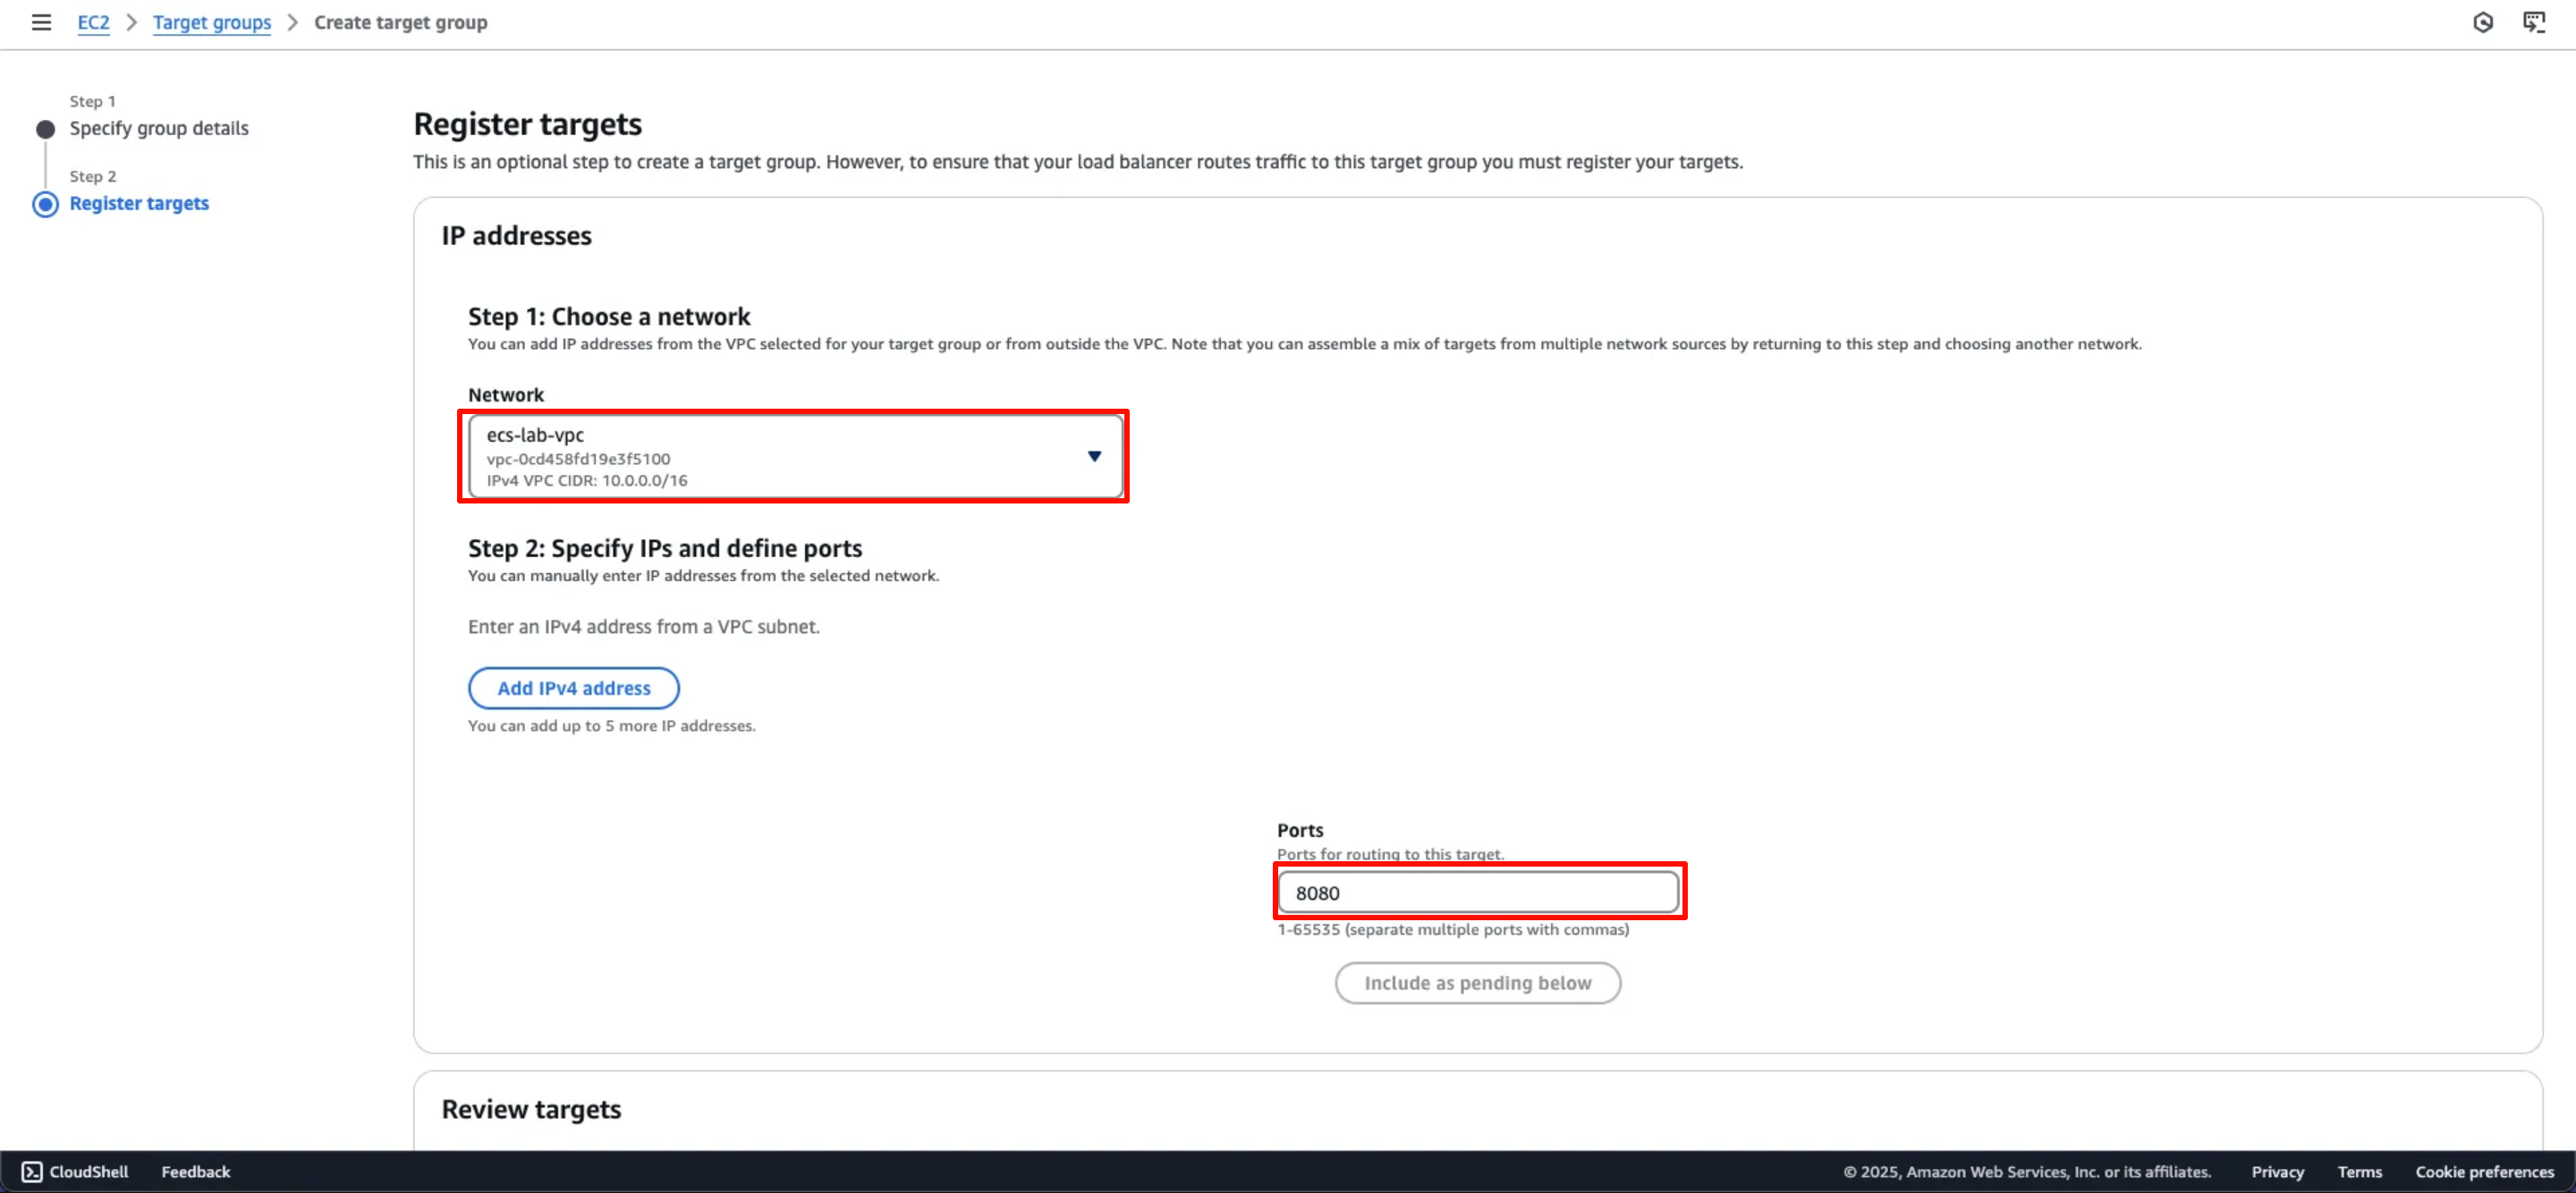 EC2 > Target groups > Create target group
Step 1
Specify group details
Step 2
Register targets
Register targets
This is an optional step to create a target group. However, to ensure that your load balancer routes traffic to this target group you must register your targets.
IP addresses
Step 1: Choose a network
You can add IP addresses from the VPC selected for your target group or from outside the VPC. Note that you can assemble a mix of targets from multiple network sources by returning to this step and choosing another network.
Network
ecs-lab-vpc
vpc-0cd458fd19e3f5100
IPv4 VPC CIDR: 10.0.0.0/16
Step 2: Specify IPs and define ports
You can manually enter IP addresses from the selected network.
Enter an IPv4 address from a VPC subnet.
Add IPv4 address
You can add up to 5 more IP addresses.
Ports
Ports for routing to this target.
8080
1-65535 (separate multiple ports with commas)
Include as pending below
Review targets
CloudShell Feedback © 2025, Amazon Web Services, Inc. or its affiliates. Privacy Terms Cookie preferences